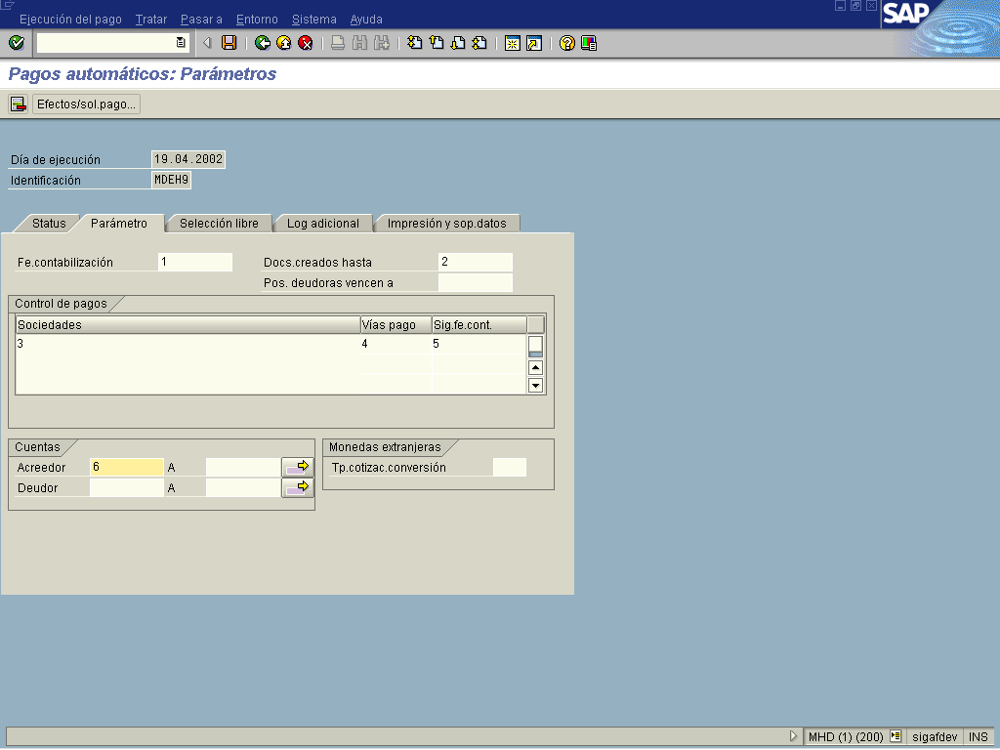 Ejecución del pago Tratar Pasar a Entorno Sistema Ayuda
SAP
Pagos automáticos: Parámetros
Efectos/sol.pago...
Día de ejecución 19.04.2002
Identificación MDEH9
Status Parámetro Selección libre Log adicional Impresión y sop.datos
Fe.contabilización 1 Docs.creados hasta 2
Pos. deudoras vencen a
Control de pagos
Sociedades Vías pago Sig.fe.cont.
3 4 5
Cuentas Monedas extranjeras
Acreedor 6 A Tp.cotizac.conversión
Deudor A
MHD (1) (200) sigafdev INS